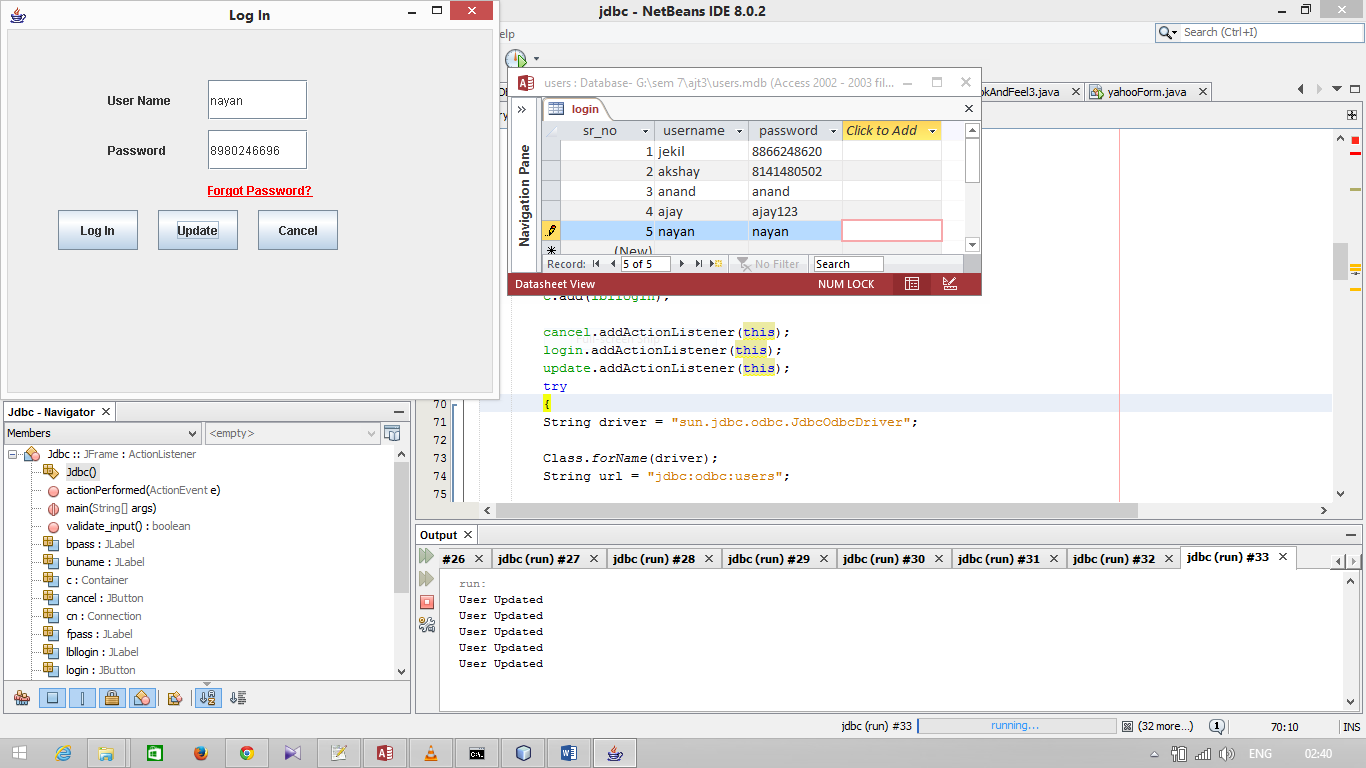 Log In
User Name
nayan
Password
8980246696
Forgot Password?
Log In
Update
Cancel
jdbc - NetBeans IDE 8.0.2
elp
Search (Ctrl+I)
users : Database- G:\sem 7\ajt3\users.mdb (Access 2002 - 2003 fil...
okAndFeel3.java
yahooForm.java
login
Navigation Pane
sr_no username password Click to Add
1 jekil 8866248620
2 akshay 8141480502
3 anand anand
4 ajay ajay123
5 nayan nayan
(New)
Record: 5 of 5 No Filter Search
Datasheet View NUM LOCK
c.add(lbllogin);
cancel.addActionListener(this);
login.addActionListener(this);
update.addActionListener(this);
try
70 {
71 String driver = "sun.jdbc.odbc.JdbcOdbcDriver";
72
73 Class.forName(driver);
74 String url = "jdbc:odbc:users";
75
Jdbc - Navigator
Members <empty>
Jdbc :: JFrame : ActionListener
Jdbc()
actionPerformed(ActionEvent e)
main(String[] args)
validate_input() : boolean
bpass : JLabel
buname : JLabel
c : Container
cancel : JButton
cn : Connection
fpass : JLabel
lbllogin : JLabel
login : JButton
Output
#26 jdbc (run) #27 jdbc (run) #28 jdbc (run) #29 jdbc (run) #30 jdbc (run) #31 jdbc (run) #32 jdbc (run) #33
run:
User Updated
User Updated
User Updated
User Updated
User Updated
jdbc (run) #33 running... (32 more...) 1 70:10 INS
ENG 02:40